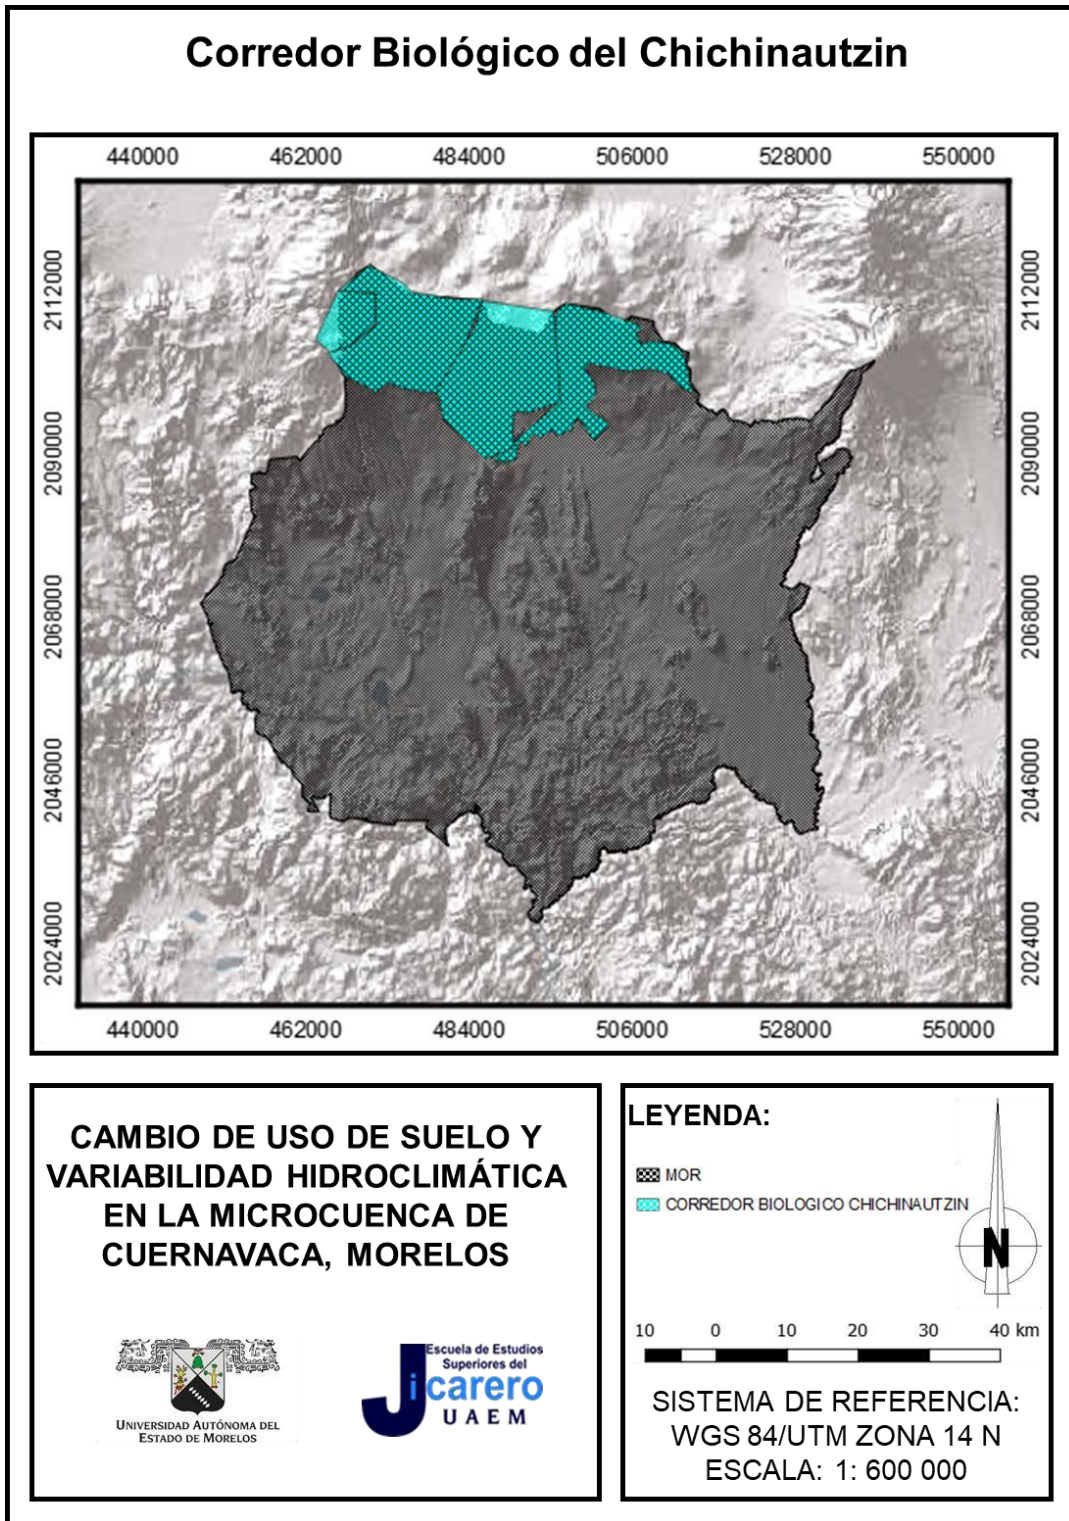 Corredor Biológico del Chichinautzin
440000 462000 484000 506000 528000 550000
2112000 2112000
2090000 2090000
2068000 2068000
2046000 2046000
2024000 2024000
440000 462000 484000 506000 528000 550000
CAMBIO DE USO DE SUELO Y
VARIABILIDAD HIDROCLIMÁTICA
EN LA MICROCUENCA DE
CUERNAVACA, MORELOS
UNIVERSIDAD AUTÓNOMA DEL
ESTADO DE MORELOS
Escuela de Estudios
Superiores del
Jicarero
UAEM
LEYENDA:
MOR
CORREDOR BIOLOGICO CHICHINAUTZIN
N
10 0 10 20 30 40 km
SISTEMA DE REFERENCIA:
WGS 84/UTM ZONA 14 N
ESCALA: 1: 600 000